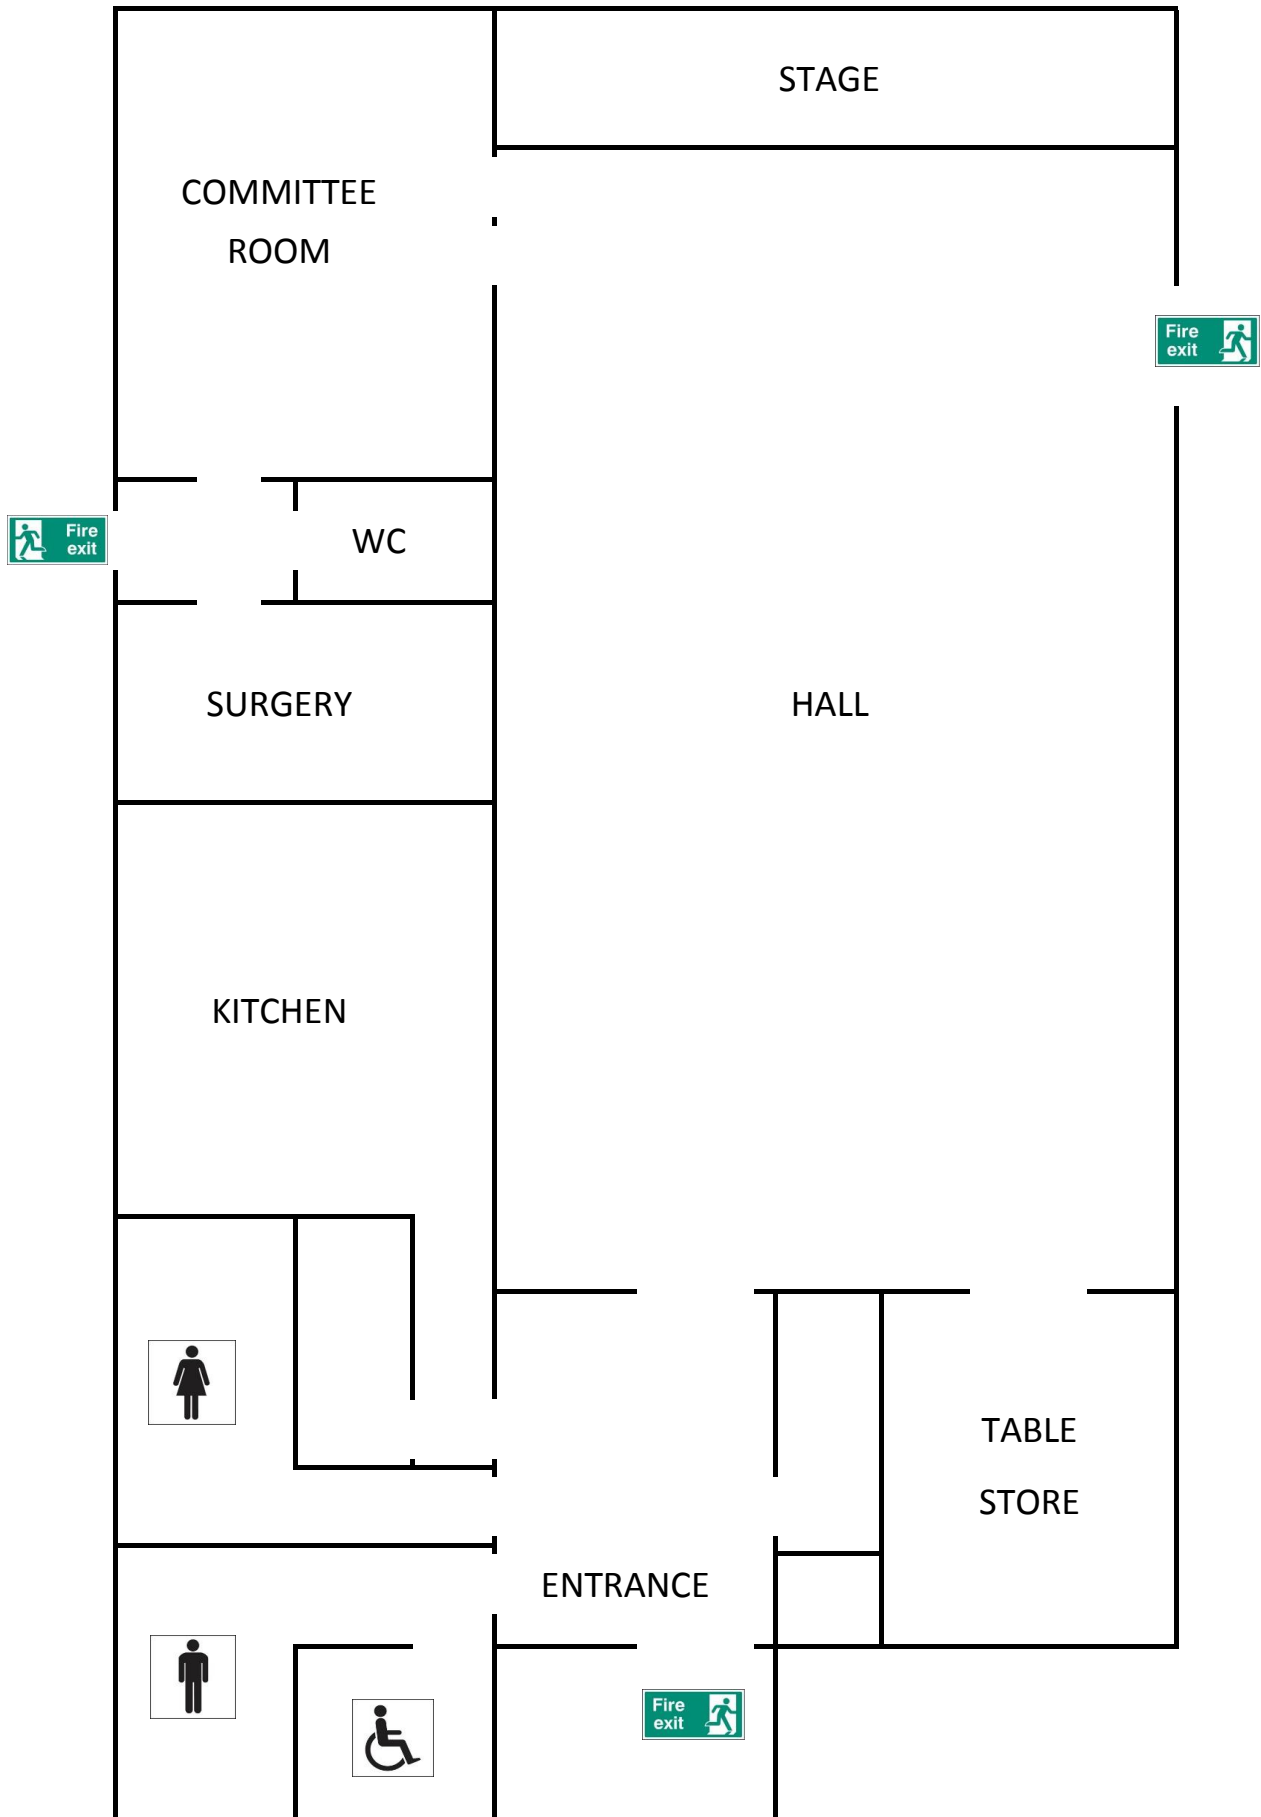 STAGE
COMMITTEE
ROOM
Fire
exit
Fire
exit
WC
SURGERY
HALL
KITCHEN
TABLE
STORE
ENTRANCE
Fire
exit